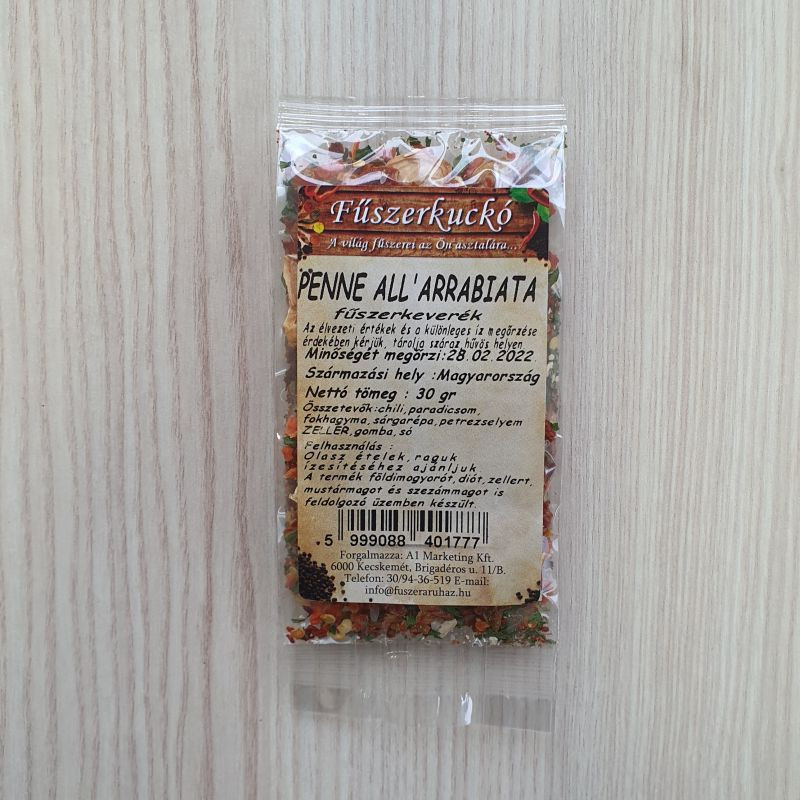 Fűszerkuckó
A világ fűszerei az Ön asztalára...
PENNE ALL'ARRABIATA
fűszerkeverék
Az élvezeti értékek és a különleges íz megőrzése
érdekében kérjük, tárolja száraz hűvös helyen
Minőségét megőrzi:28.02.2022.
Származási hely :Magyarország
Nettó tömeg : 30 gr
Összetevők:chili,paradicsom,
fokhagyma,sárgarépa,petrezselyem
ZELLER,gomba,só
Felhasználás :
Olasz ételek,raguk
ízesítéséhez ajánljuk
A termék földimogyorót,diót,zellert,
mustármagot és szezámmagot is
feldolgozó üzemben készült.
5 999088 401777
Forgalmazza: A1 Marketing Kft.
6000 Kecskemét, Brigadéros u. 11/B.
Telefon: 30/94-36-519 E-mail:
info@fuszeraruhaz.hu